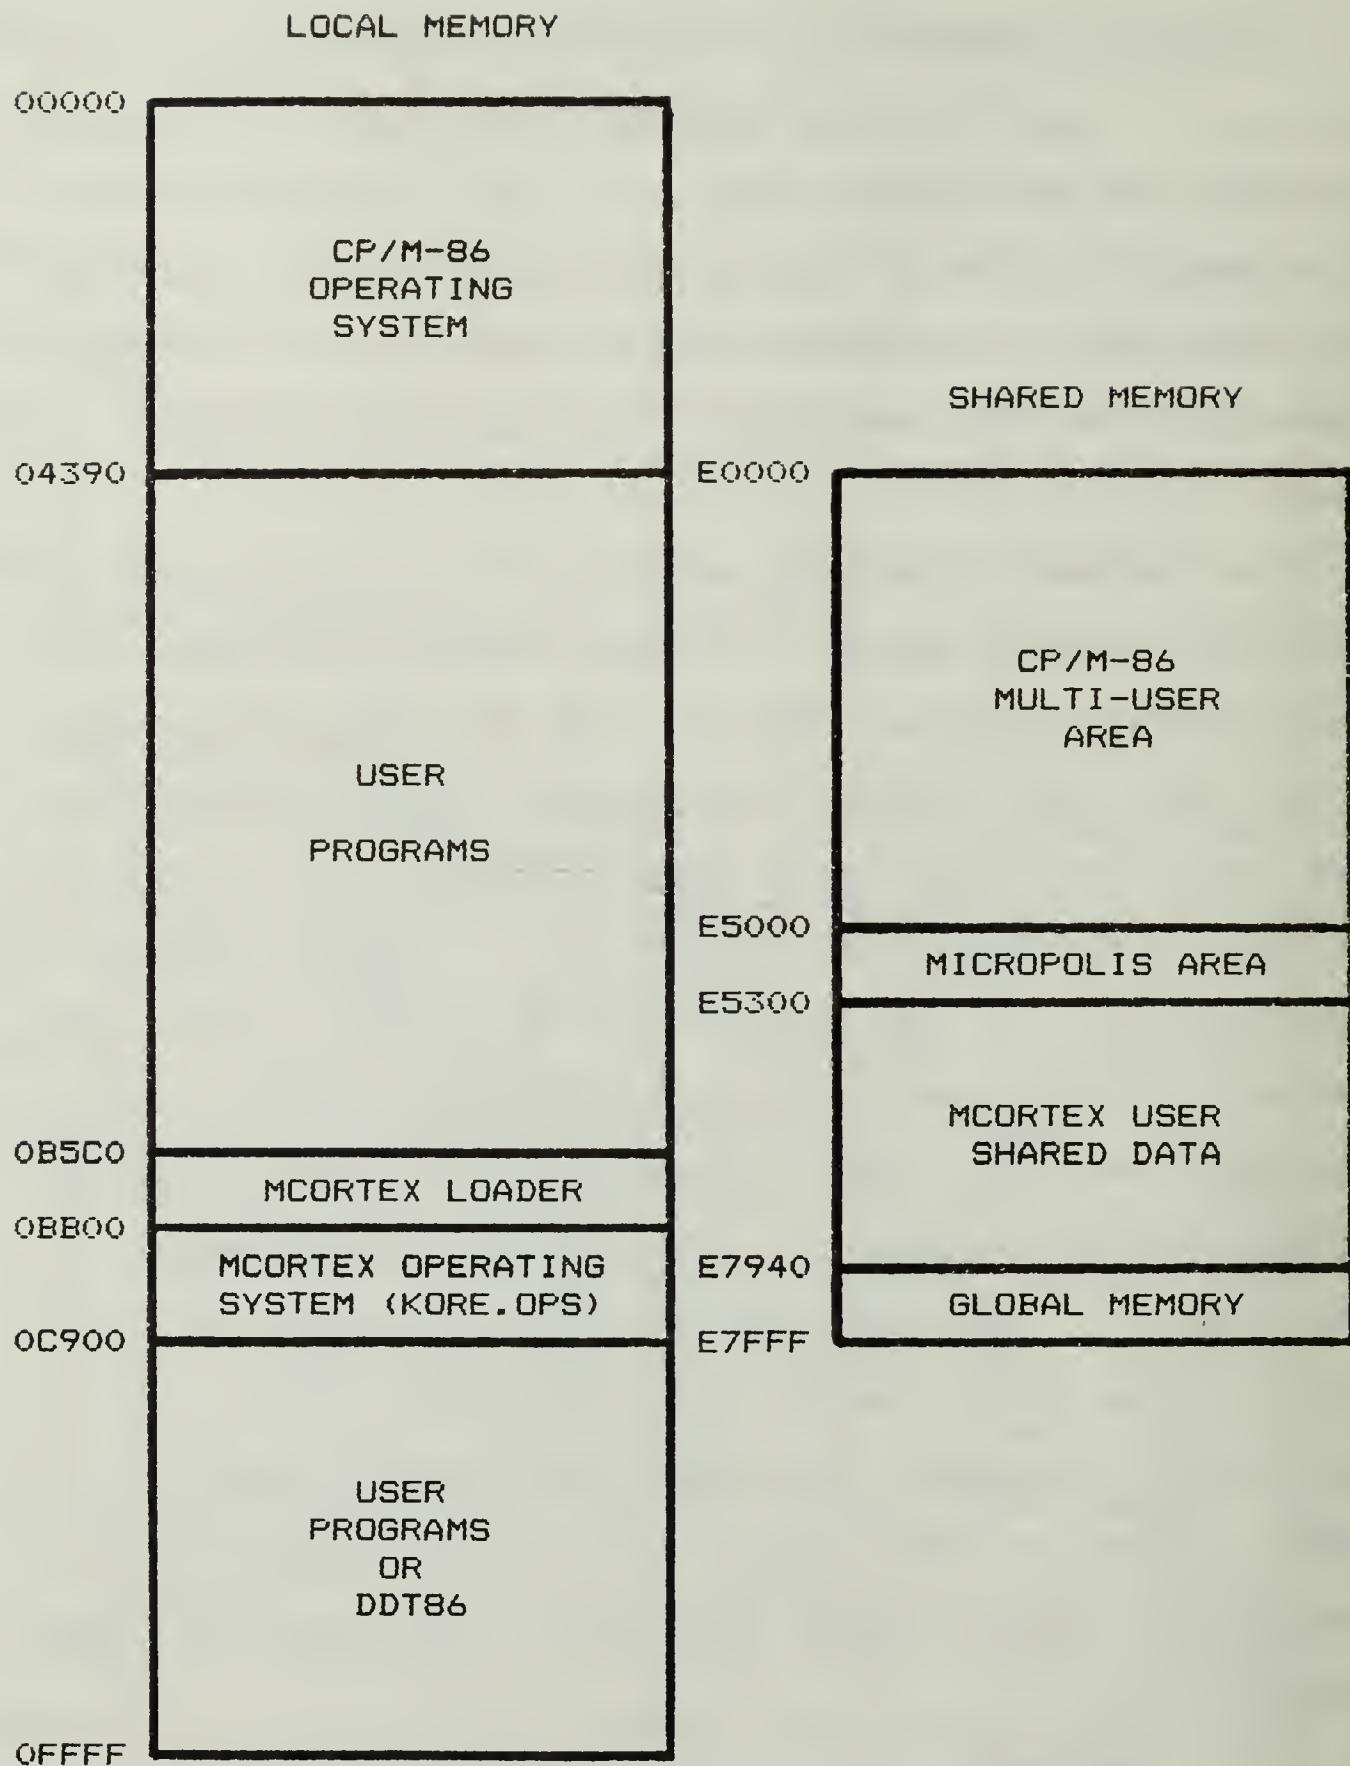 LOCAL MEMORY
00000
CP/M-86
OPERATING
SYSTEM
04390
USER
PROGRAMS
0B5C0
MCORTEX LOADER
0BB00
MCORTEX OPERATING
SYSTEM (KORE.OPS)
0C900
USER
PROGRAMS
OR
DDT86
0FFFF
SHARED MEMORY
E0000
CP/M-86
MULTI-USER
AREA
E5000
MICROPOLIS AREA
E5300
MCORTEX USER
SHARED DATA
E7940
GLOBAL MEMORY
E7FFF